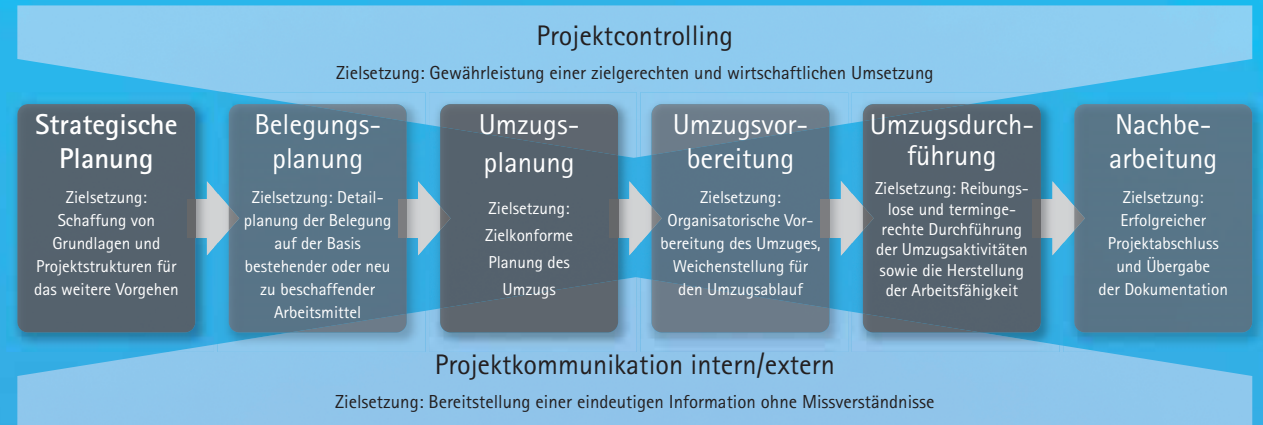 Projektcontrolling
Zielsetzung: Gewährleistung einer zielgerechten und wirtschaftlichen Umsetzung
Strategische
Planung
Zielsetzung:
Schaffung von
Grundlagen und
Projektstrukturen für
das weitere Vorgehen
Belegungs-
planung
Zielsetzung: Detail-
planung der Belegung
auf der Basis
bestehender oder neu
zu beschaffender
Arbeitsmittel
Umzugs-
planung
Zielsetzung:
Zielkonforme
Planung des
Umzugs
Umzugsvor-
bereitung
Zielsetzung:
Organisatorische Vor-
bereitung des Umzuges,
Weichenstellung für
den Umzugsablauf
Umzugsdurch-
führung
Zielsetzung: Reibungs-
lose und terminge-
rechte Durchführung
der Umzugsaktivitäten
sowie die Herstellung
der Arbeitsfähigkeit
Nachbe-
arbeitung
Zielsetzung:
Erfolgreicher
Projektabschluss
und Übergabe
der Dokumentation
Projektkommunikation intern/extern
Zielsetzung: Bereitstellung einer eindeutigen Information ohne Missverständnisse